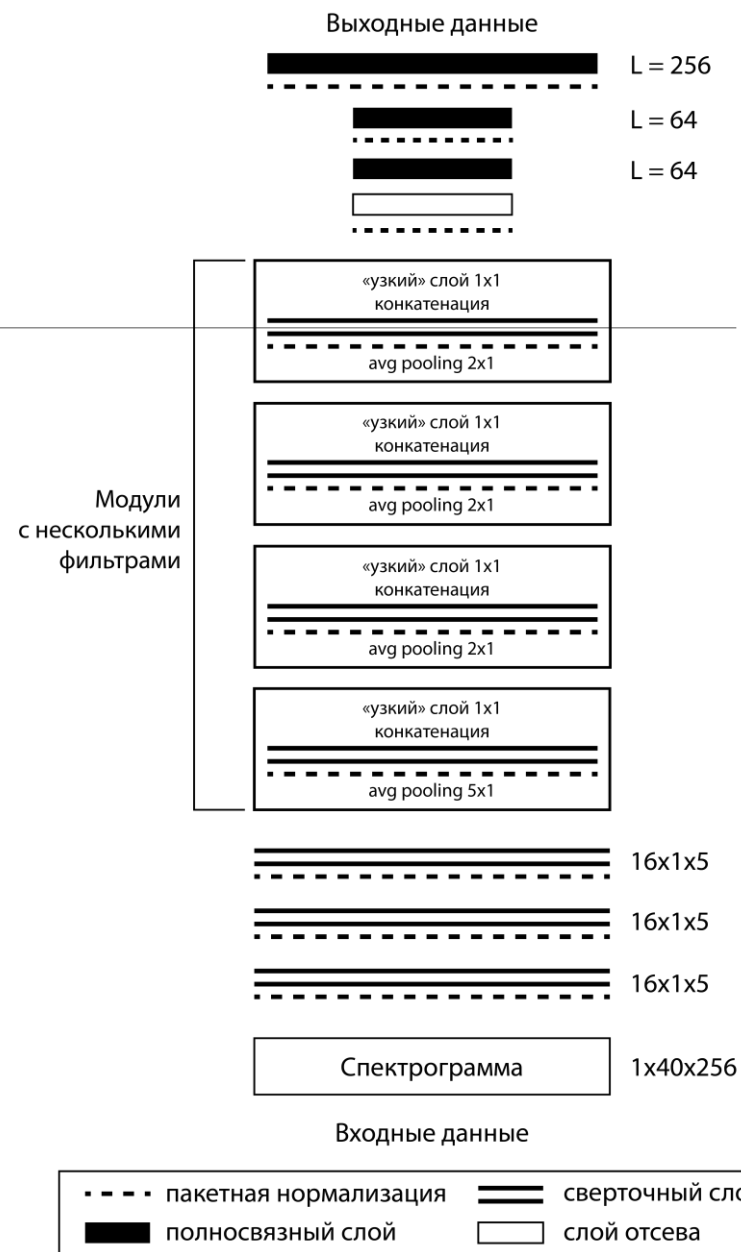 Выходные данные
L = 256
L = 64
L = 64
«узкий» слой 1x1
конкатенация
avg pooling 2x1
«узкий» слой 1x1
конкатенация
avg pooling 2x1
Модули
с несколькими
фильтрами
«узкий» слой 1x1
конкатенация
avg pooling 2x1
«узкий» слой 1x1
конкатенация
avg pooling 5x1
16x1x5
16x1x5
16x1x5
Спектрограмма
1x40x256
Входные данные
пакетная нормализация
сверточный сло
полносвязный слой
слой отсева